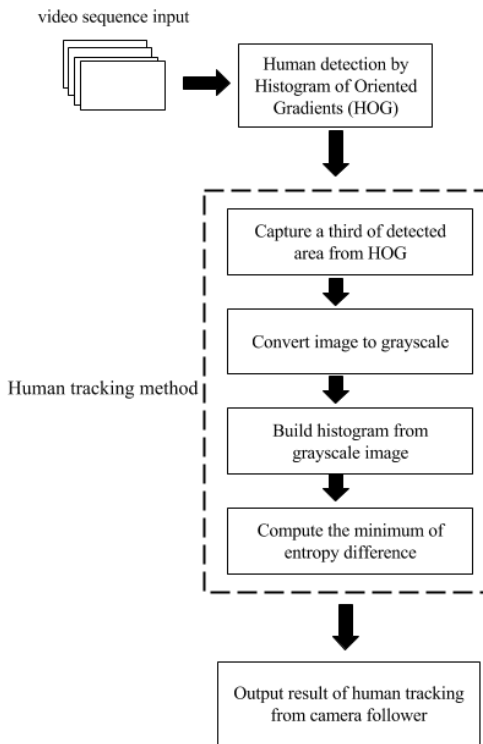 video sequence input
Human detection by
Histogram of Oriented
Gradients (HOG)
Capture a third of detected
area from HOG
Convert image to grayscale
Human tracking method
Build histogram from
grayscale image
Compute the minimum of
entropy difference
Output result of human tracking
from camera follower